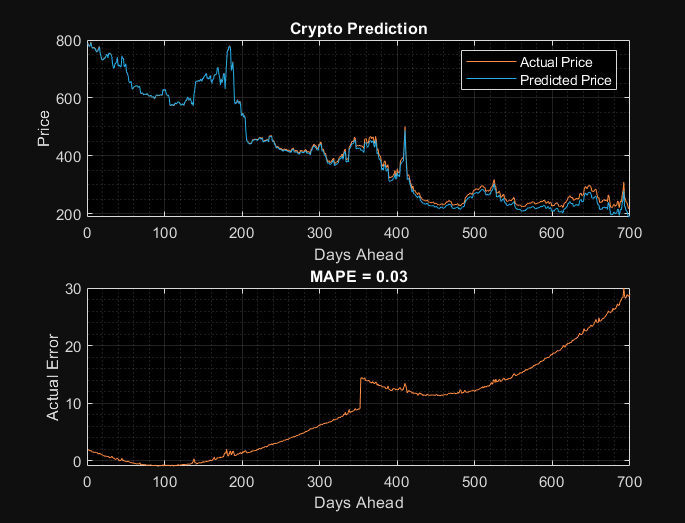 Crypto Prediction
800
600
400
200
Price
Actual Price
Predicted Price
0 100 200 300 400 500 600 700
Days Ahead
MAPE = 0.03
30
20
10
0
Actual Error
0 100 200 300 400 500 600 700
Days Ahead